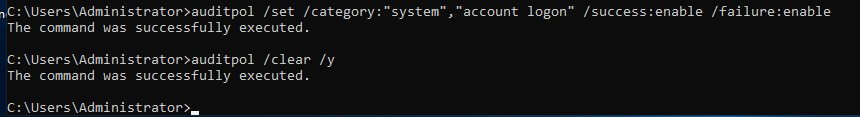 C:\Users\Administrator>auditpol /set /category:"system","account logon" /success:enable /failure:enable
The command was successfully executed.
C:\Users\Administrator>auditpol /clear /y
The command was successfully executed.
C:\Users\Administrator>